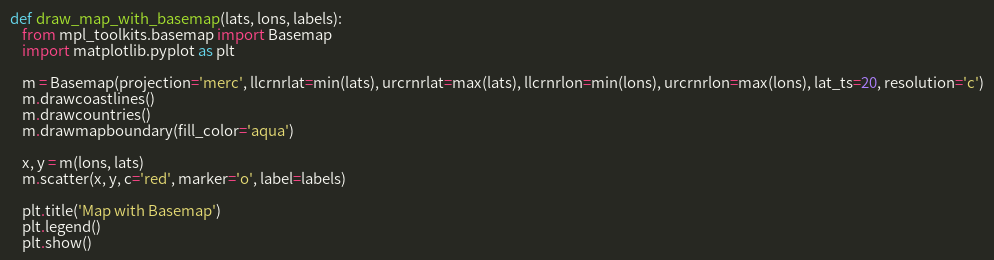 def draw_map_with_basemap(lats, lons, labels):
    from mpl_toolkits.basemap import Basemap
    import matplotlib.pyplot as plt

    m = Basemap(projection='merc', llcrnrlat=min(lats), urcrnrlat=max(lats), llcrnrlon=min(lons), urcrnrlon=max(lons), lat_ts=20, resolution='c')
    m.drawcoastlines()
    m.drawcountries()
    m.drawmapboundary(fill_color='aqua')

    x, y = m(lons, lats)
    m.scatter(x, y, c='red', marker='o', label=labels)

    plt.title('Map with Basemap')
    plt.legend()
    plt.show()